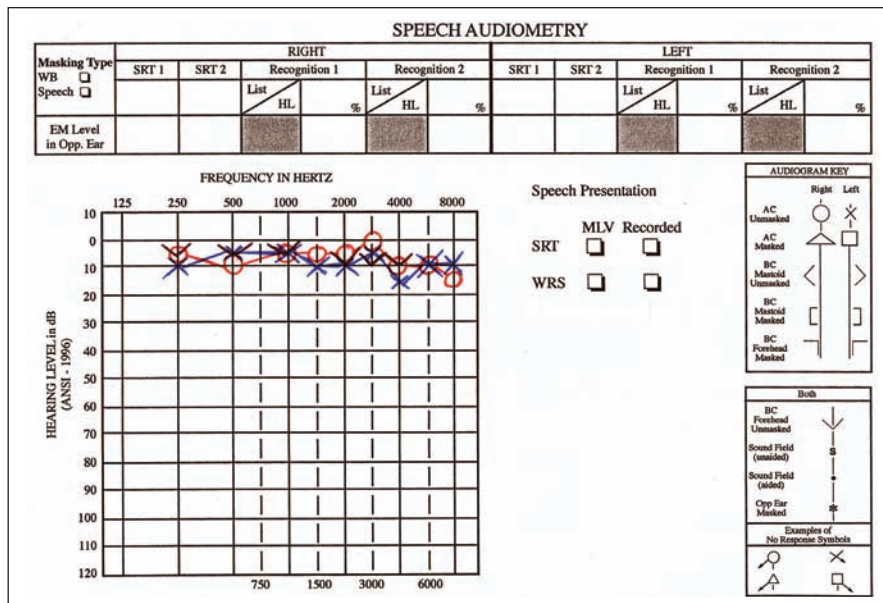 SPEECH AUDIOMETRY
Masking Type
WB
Speech
RIGHT
LEFT
SRT 1 SRT 2 Recognition 1 Recognition 2 SRT 1 SRT 2 Recognition 1 Recognition 2
List HL % List HL % List HL % List HL %
EM Level
in Opp. Ear
FREQUENCY IN HERTZ
125 250 500 1000 2000 4000 8000
10
0
10
20
30
40
50
60
70
80
90
100
110
120
HEARING LEVEL in dB
(ANSI - 1996)
750 1500 3000 6000
Speech Presentation
MLV Recorded
SRT
WRS
AUDIOGRAM KEY
Right Left
AC
Unmasked
AC
Masked
BC
Mastoid
Unmasked
BC
Mastoid
Masked
BC
Forehead
Masked
Both
BC
Forehead
Unmasked
Sound Field
(unaided)
S
Sound Field
(aided)
Opp Ear
Masked
*
Examples of
No Response Symbols